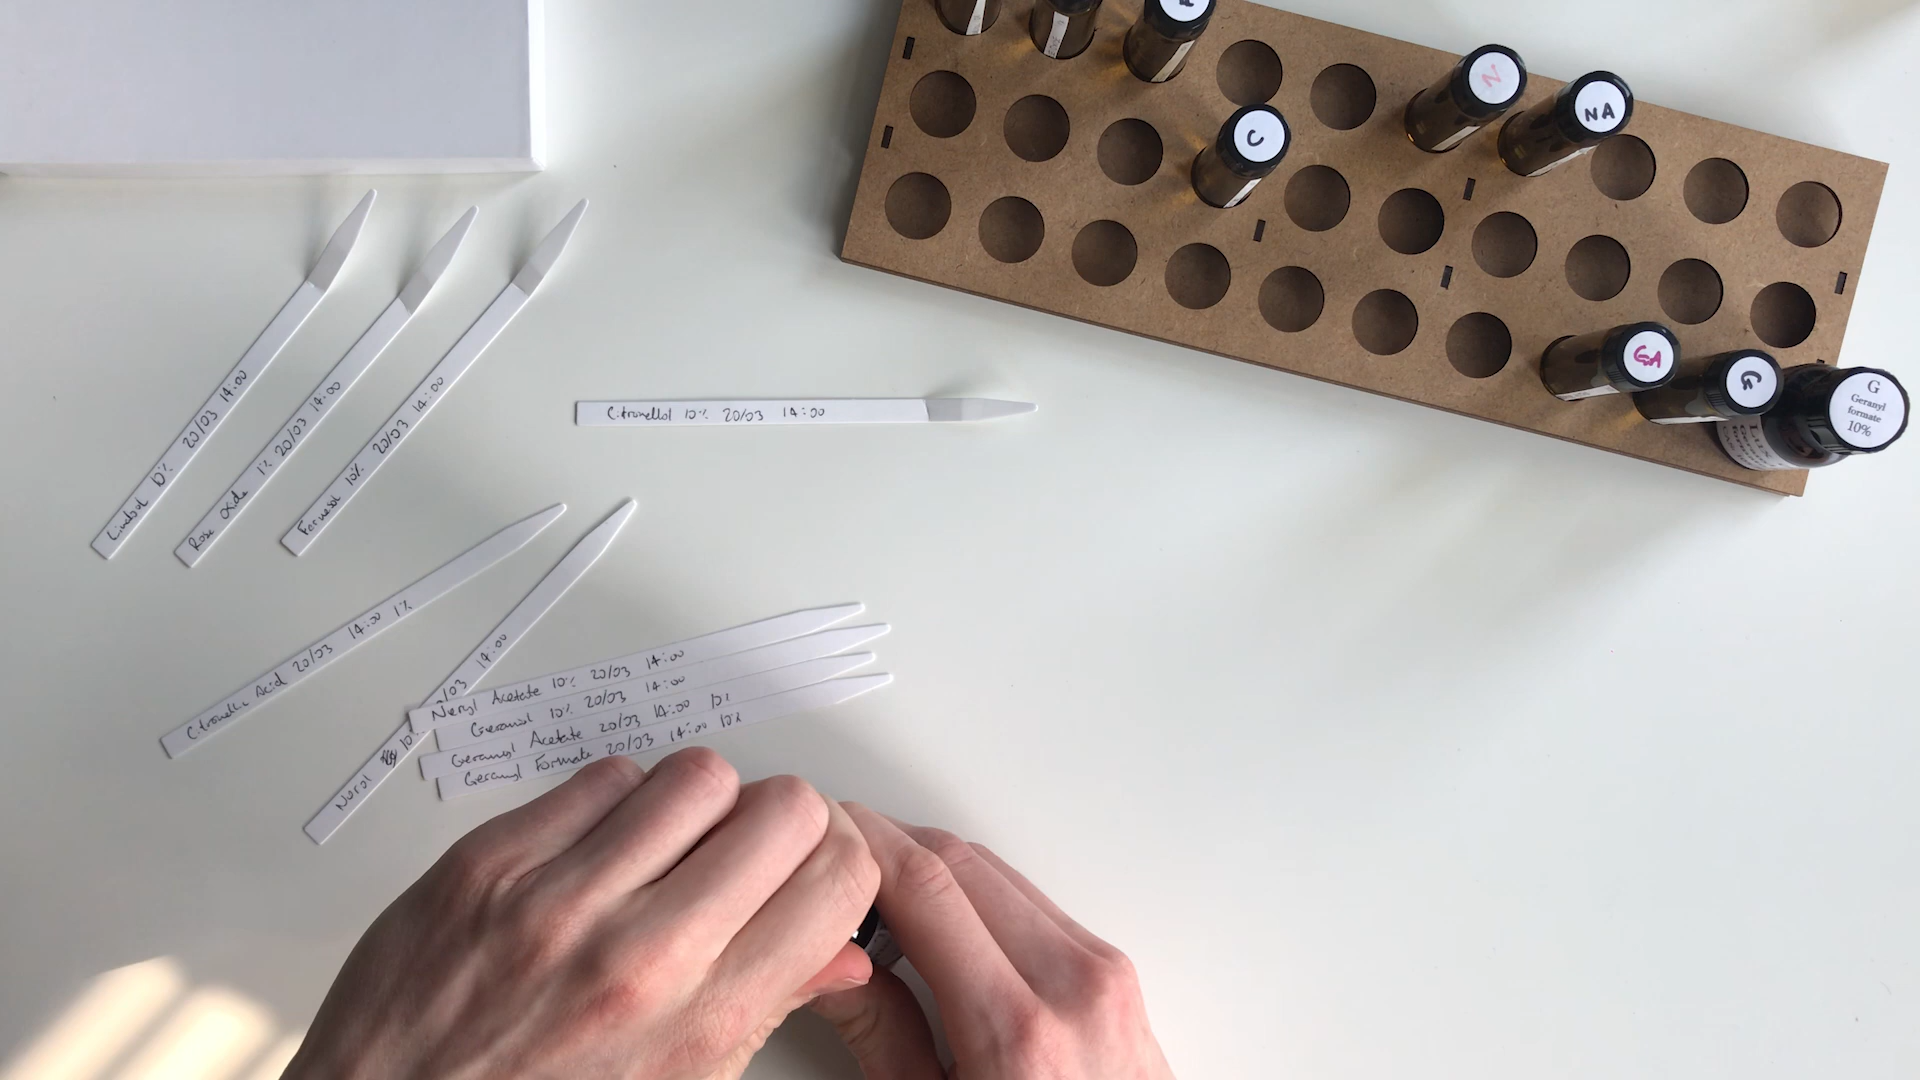 N
NA
C
GA
G
G
Geranyl
formate
10%
Linalool 10% 20/03 14:00
Rose Oxide 1% 20/03 14:00
Farnesol 10% 20/03 14:00
Citronellol 10% 20/03 14:00
Citronellic Acid 20/03 14:00 1%
Nerol 10% /03 14:00
Neryl Acetate 10% 20/03 14:00
Geraniol 10% 20/03 14:00
Geranyl Acetate 20/03 14:00 10%
Geranyl Formate 20/03 14:00 10%